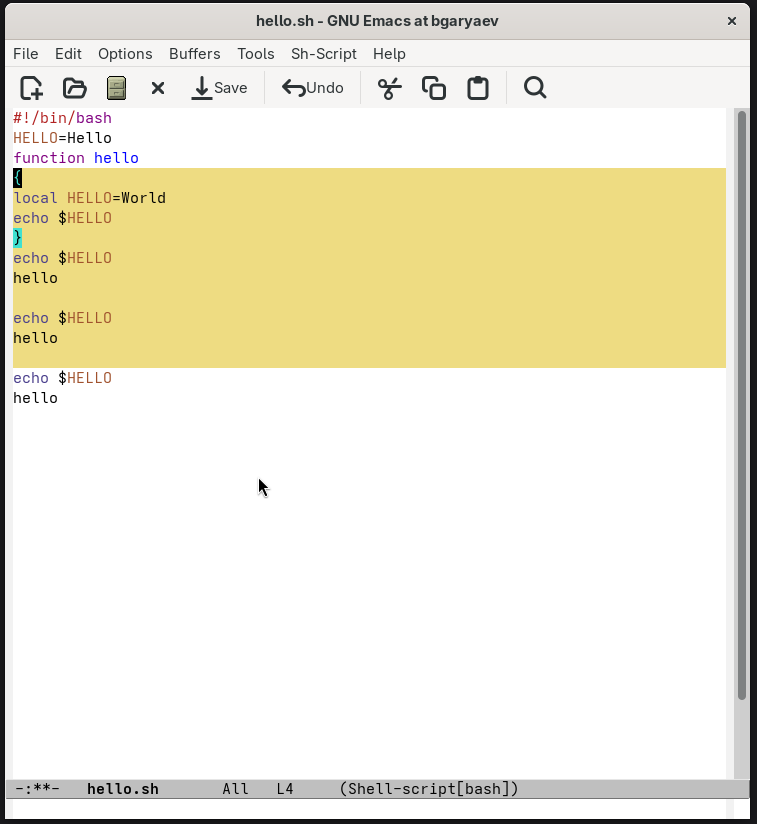 hello.sh - GNU Emacs at bgaryaev ×
File Edit Options Buffers Tools Sh-Script Help
Save Undo
#!/bin/bash
HELLO=Hello
function hello
{
local HELLO=World
echo $HELLO
}
echo $HELLO
hello
echo $HELLO
hello
echo $HELLO
hello
-:**- hello.sh All L4 (Shell-script[bash])